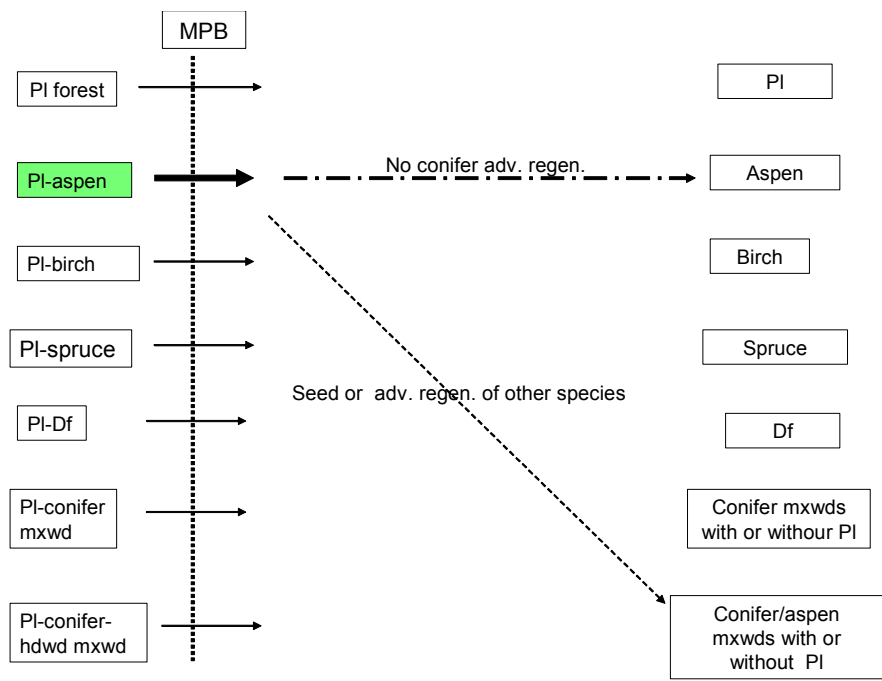 MPB
Pl forest
Pl
Pl-aspen
No conifer adv. regen.
Aspen
Pl-birch
Birch
Pl-spruce
Spruce
Seed or adv. regen. of other species
Pl-Df
Df
Pl-conifer
mxwd
Conifer mxwds
with or withour Pl
Pl-conifer-
hdwd mxwd
Conifer/aspen
mxwds with or
without Pl